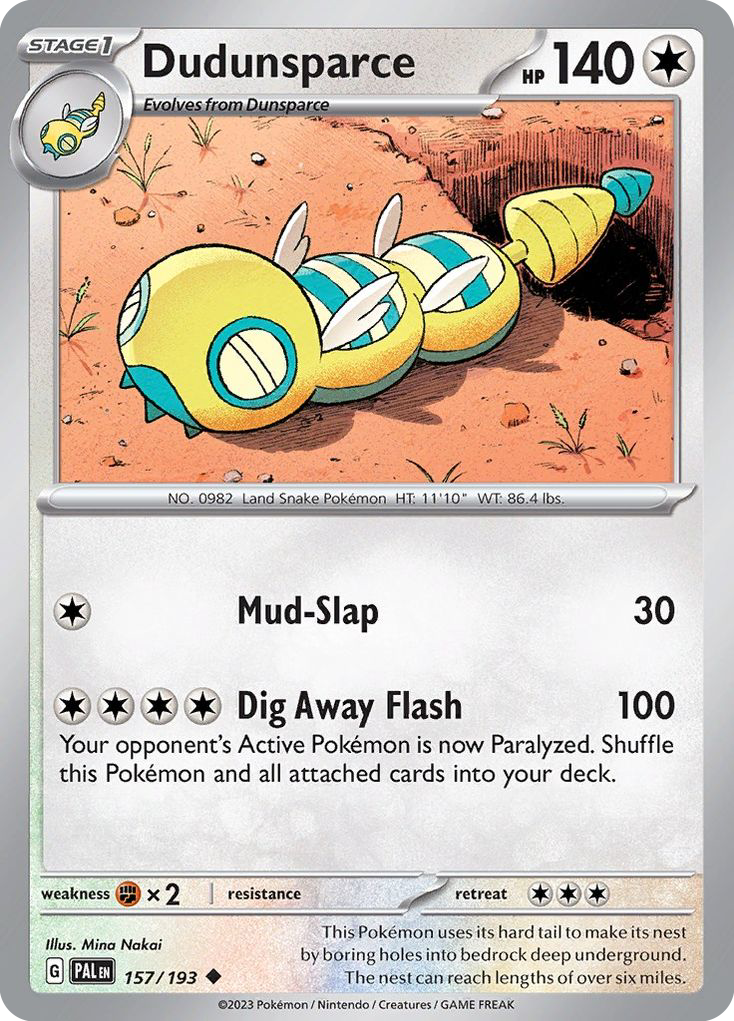 STAGE 1
Dudunsparce
HP 140
Evolves from Dunsparce
NO. 0982 Land Snake Pokémon HT: 11'10" WT: 86.4 lbs.
Mud-Slap 30
Dig Away Flash 100
Your opponent's Active Pokémon is now Paralyzed. Shuffle
this Pokémon and all attached cards into your deck.
weakness ×2 resistance retreat
Illus. Mina Nakai
G PAL EN 157/193
This Pokémon uses its hard tail to make its nest
by boring holes into bedrock deep underground.
The nest can reach lengths of over six miles.
©2023 Pokémon / Nintendo / Creatures / GAME FREAK